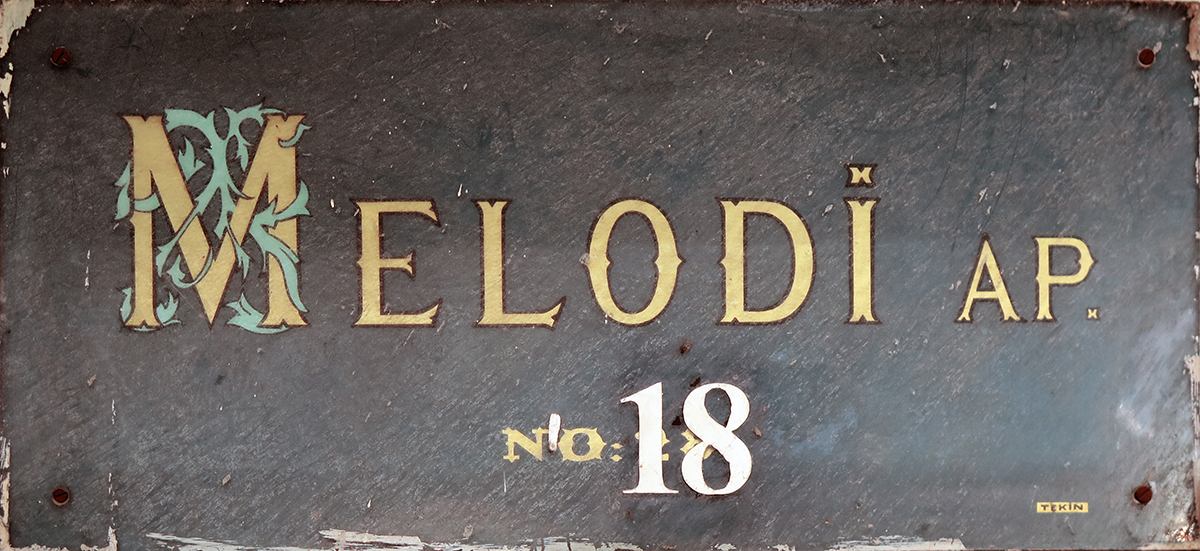 MELODİ AP.
NO: 18
TEKİN